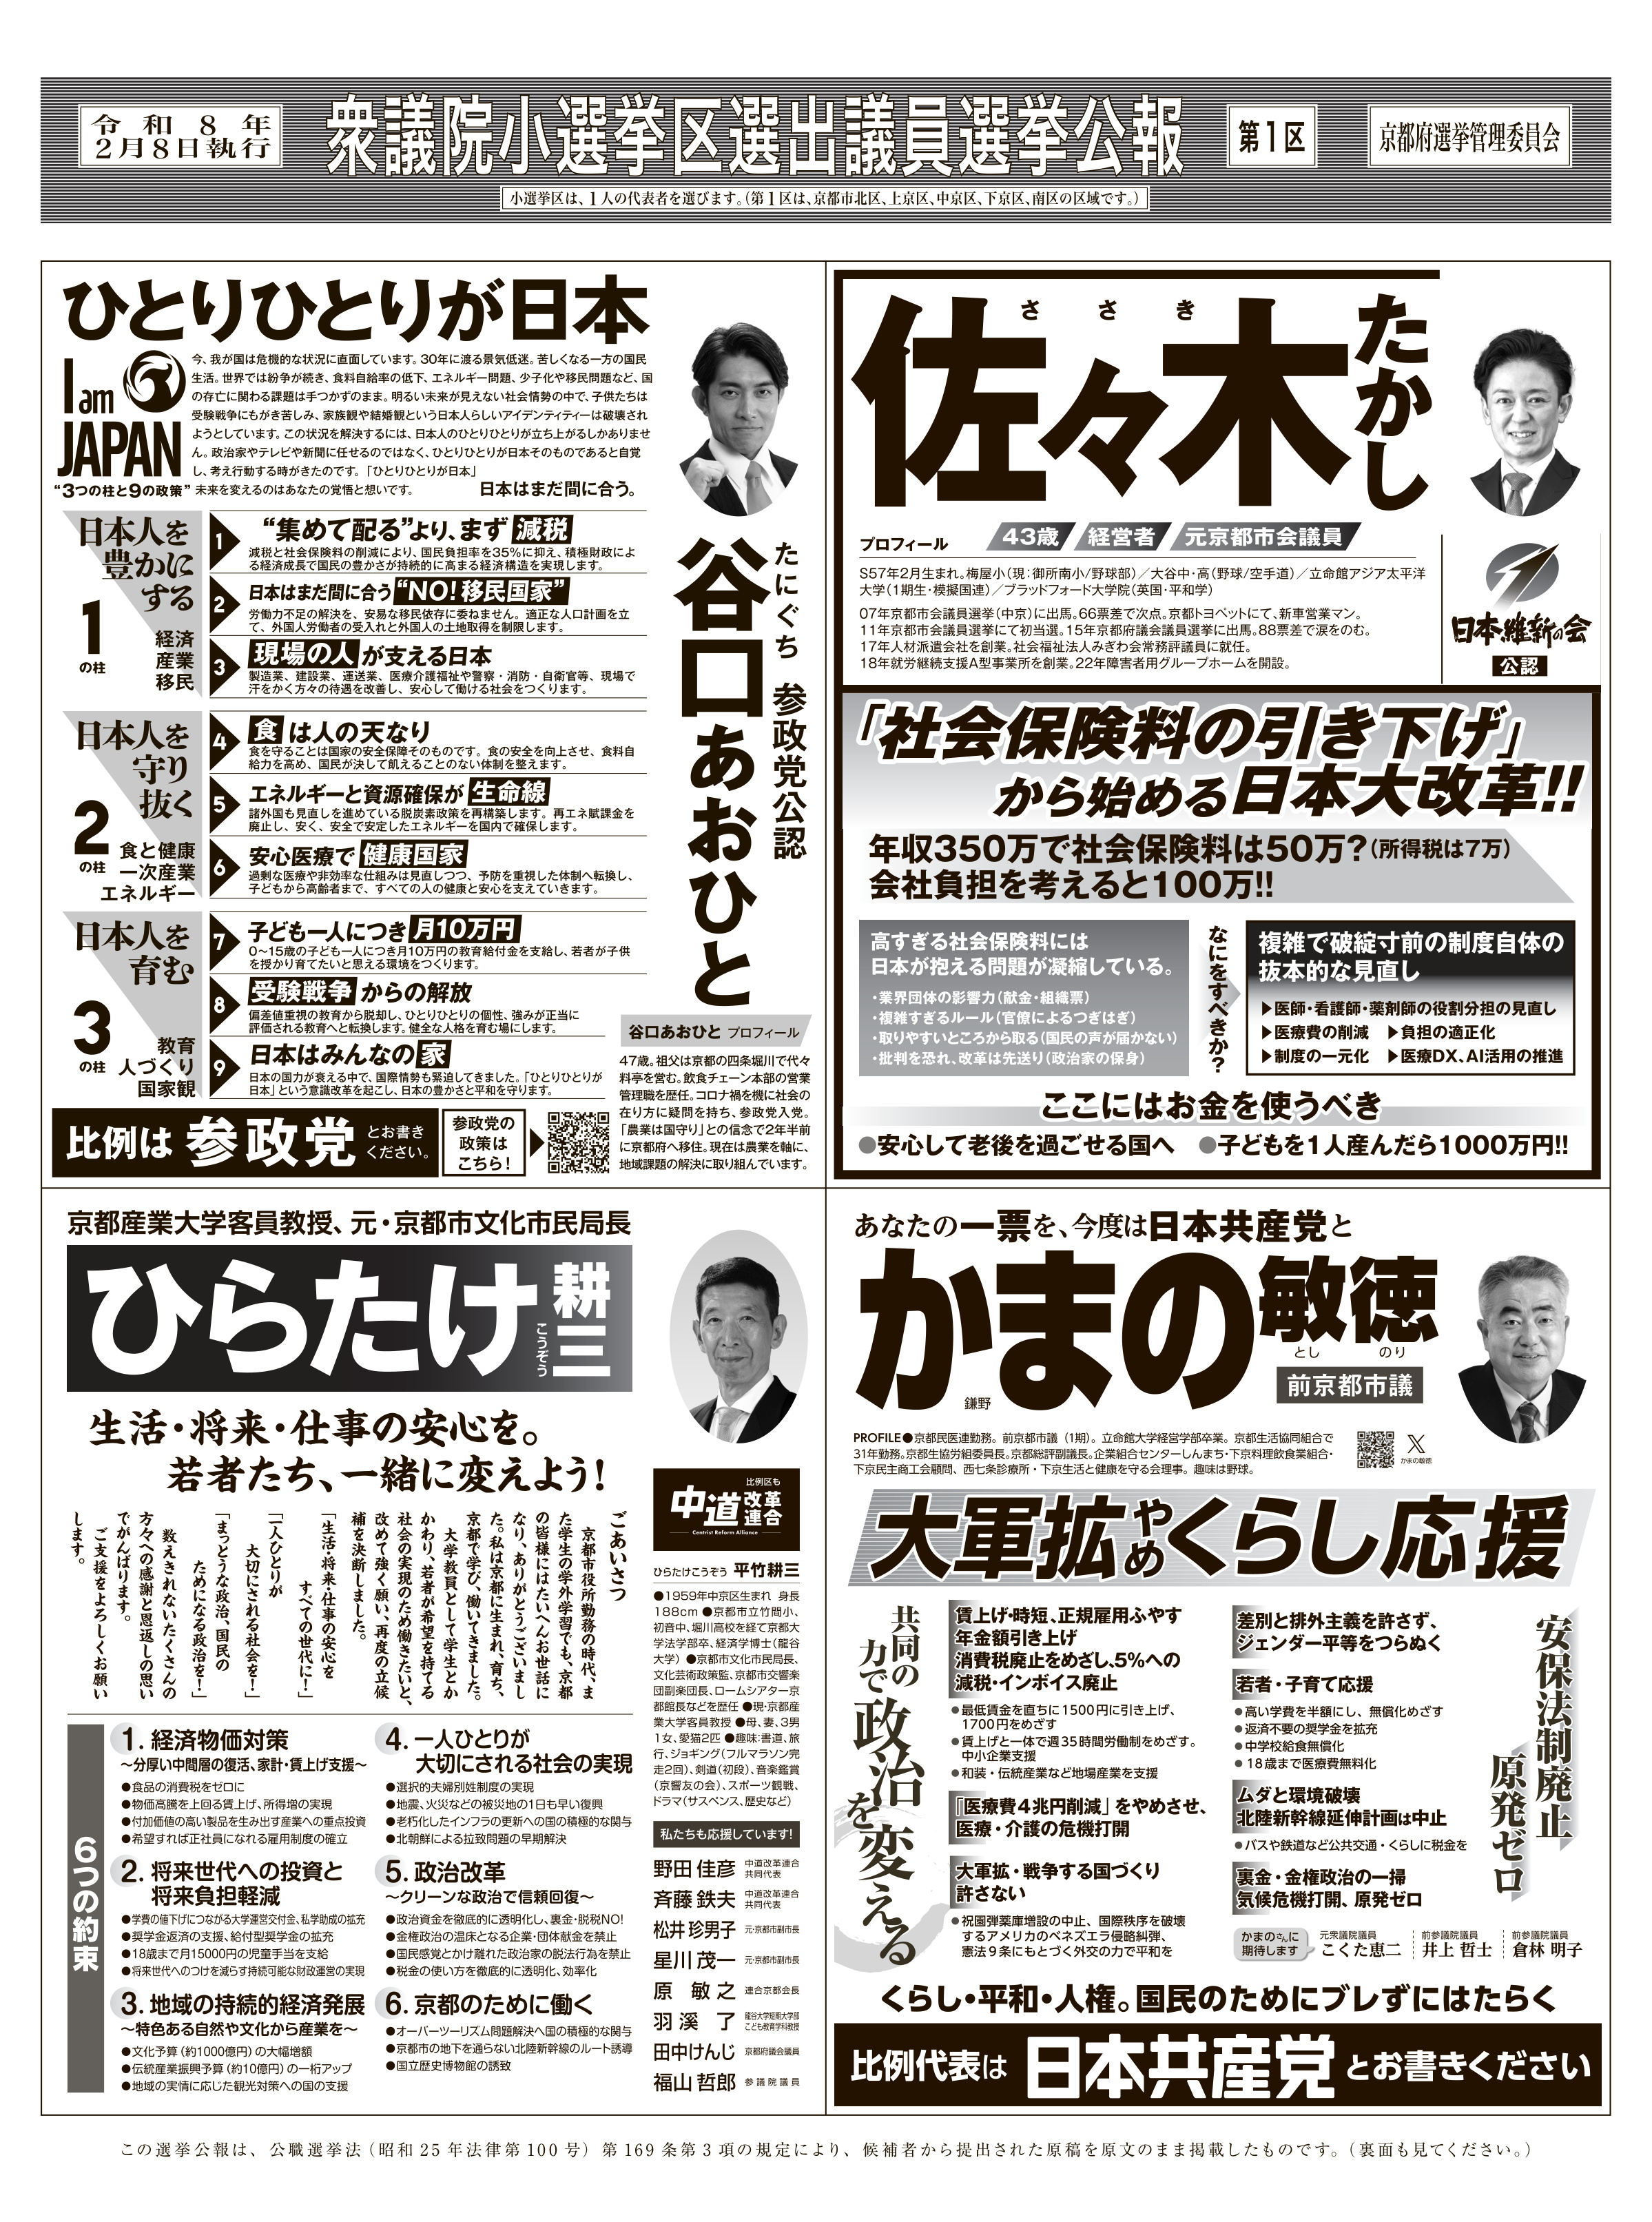 令和8年
2月8日執行
衆議院小選挙区選出議員選挙公報
第1区
京都府選挙管理委員会
小選挙区は、1人の代表者を選びます。(第1区は、京都市北区、上京区、中京区、下京区、南区の区域です。)
ひとりひとりが日本
I am
JAPAN
“3つの柱と9の政策”
今、我が国は危機的な状況に直面しています。30年に渡る景気低迷。苦しくなる一方の国民
生活。世界では紛争が続き、食料自給率の低下、エネルギー問題、少子化や移民問題など、国
の存亡に関わる課題は手つかずのまま。明るい未来が見えない社会情勢の中で、子供たちは
受験戦争にもがき苦しみ、家族観や結婚観という日本人らしいアイデンティティーは破壊され
ようとしています。この状況を解決するには、日本人のひとりひとりが立ち上がるしかありませ
ん。政治家やテレビや新聞に任せるのではなく、ひとりひとりが日本そのものであると自覚
し、考え行動する時がきたのです。「ひとりひとりが日本」
未来を変えるのはあなたの覚悟と想いです。
日本はまだ間に合う。
日本人を
豊かに
する
1
の柱
経済
産業
移民
1
“集めて配る”より、まず 減税
減税と社会保険料の削減により、国民負担率を35%に抑え、積極財政によ
る経済成長で国民の豊かさが持続的に高まる経済構造を実現します。
2
日本はまだ間に合う “NO!移民国家”
労働力不足の解決を、安易な移民依存に委ねません。適正な人口計画を立
て、外国人労働者の受入れと外国人の土地取得を制限します。
3
現場の人 が支える日本
製造業、建設業、運送業、医療介護福祉や警察・消防・自衛官等、現場で
汗をかく方々の待遇を改善し、安心して働ける社会をつくります。
日本人を
守り
抜く
2
の柱
食と健康
一次産業
エネルギー
4
食 は人の天なり
食を守ることは国家の安全保障そのものです。食の安全を向上させ、食料自
給力を高め、国民が決して飢えることのない体制を整えます。
5
エネルギーと資源確保が 生命線
諸外国も見直しを進めている脱炭素政策を再構築します。再エネ賦課金を
廃止し、安く、安全で安定したエネルギーを国内で確保します。
6
安心医療で 健康国家
過剰な医療や非効率な仕組みは見直しつつ、予防を重視した体制へ転換し、
子どもから高齢者まで、すべての人の健康と安心を支えていきます。
日本人を
育む
3
の柱
教育
人づくり
国家観
7
子ども一人につき 月10万円
0〜15歳の子ども一人につき月10万円の教育給付金を支給し、若者が子供
を授かり育てたいと思える環境をつくります。
8
受験戦争 からの解放
偏差値重視の教育から脱却し、ひとりひとりの個性、強みが正当に
評価される教育へと転換します。健全な人格を育む場にします。
9
日本はみんなの 家
日本の国力が衰える中で、国際情勢も緊迫してきました。「ひとりひとりが
日本」という意識改革を起こし、日本の豊かさと平和を守ります。
比例は 参政党 とお書き
ください。
参政党の
政策は
こちら!
たにぐち 参政党公認
谷口あおひと
谷口あおひと プロフィール
47歳。祖父は京都の四条堀川で代々
料亭を営む。飲食チェーン本部の営業
管理職を歴任。コロナ禍を機に社会の
在り方に疑問を持ち、参政党入党。
「農業は国守り」との信念で2年半前
に京都府へ移住。現在は農業を軸に、
地域課題の解決に取り組んでいます。
ささき
佐々木たかし
プロフィール
43歳 経営者 元京都市会議員
S57年2月生まれ。梅屋小(現:御所南小/野球部)/大谷中・高(野球/空手道)/立命館アジア太平洋
大学(1期生・模擬国連)/ブラッドフォード大学院(英国・平和学)
07年京都市会議員選挙(中京)に出馬。66票差で次点。京都トヨペットにて、新車営業マン。
11年京都市会議員選挙にて初当選。15年京都府議会議員選挙に出馬。88票差で涙をのむ。
17年人材派遣会社を創業。社会福祉法人みぎわ会常務評議員に就任。
18年就労継続支援A型事業所を創業。22年障害者用グループホームを開設。
日本維新の会
公認
「社会保険料の引き下げ」
から始める日本大改革!!
年収350万で社会保険料は50万?(所得税は7万)
会社負担を考えると100万!!
高すぎる社会保険料には
日本が抱える問題が凝縮している。
・業界団体の影響力(献金・組織票)
・複雑すぎるルール(官僚によるつぎはぎ)
・取りやすいところから取る(国民の声が届かない)
・批判を恐れ、改革は先送り(政治家の保身)
なにをすべきか?
複雑で破綻寸前の制度自体の
抜本的な見直し
▶医師・看護師・薬剤師の役割分担の見直し
▶医療費の削減 ▶負担の適正化
▶制度の一元化 ▶医療DX、AI活用の推進
ここにはお金を使うべき
●安心して老後を過ごせる国へ ●子どもを1人産んだら1000万円!!
京都産業大学客員教授、元・京都市文化市民局長
ひらたけ耕三
こうぞう
生活・将来・仕事の安心を。
若者たち、一緒に変えよう!
ごあいさつ
京都市役所勤務の時代、ま
た学生の学外学習でも、京都
の皆様にはたいへんお世話に
なり、ありがとうございまし
た。私は京都に生まれ、育ち、
京都で学び、働いてきました。
大学教員として学生とか
かわり、若者が希望を持てる
社会の実現のため働きたいと、
改めて強く願い、再度の立候
補を決断しました。
「生活・将来・仕事の安心を
すべての世代に!」
「一人ひとりが
大切にされる社会を!」
「まっとうな政治、国民の
ためになる政治を!」
数えきれないたくさんの
方々への感謝と恩返しの思い
でがんばります。
ご支援をよろしくお願い
します。
比例区も
中道改革
連合
Centrist Reform Alliance
ひらたけこうぞう 平竹耕三
●1959年中京区生まれ 身長
188cm ●京都市立竹間小、
初音中、堀川高校を経て京都大
学法学部卒、経済学博士(龍谷
大学) ●京都市文化市民局長、
文化芸術政策監、京都市交響楽
団副楽団長、ロームシアター京
都館長などを歴任 ●現・京都産
業大学客員教授 ●母、妻、3男
1女、愛猫2匹 ●趣味:書道、旅
行、ジョギング(フルマラソン完
走2回)、剣道(初段)、音楽鑑賞
(京響友の会)、スポーツ観戦、
ドラマ(サスペンス、歴史など)
私たちも応援しています!
野田 佳彦 中道改革連合
共同代表
斉藤 鉄夫 中道改革連合
共同代表
松井 珍男子 元・京都市副市長
星川 茂一 元・京都市副市長
原 敏之 連合京都会長
羽溪 了 龍谷大学短期大学部
こども教育学科教授
田中けんじ 京都府議会議員
福山 哲郎 参議院議員
6つの約束
1. 経済物価対策
〜分厚い中間層の復活、家計・賃上げ支援〜
●食品の消費税をゼロに
●物価高騰を上回る賃上げ、所得増の実現
●付加価値の高い製品を生み出す産業への重点投資
●希望すれば正社員になれる雇用制度の確立
2. 将来世代への投資と
将来負担軽減
●学費の値下げにつながる大学運営交付金、私学助成の拡充
●奨学金返済の支援、給付型奨学金の拡充
●18歳まで月15000円の児童手当を支給
●将来世代へのつけを減らす持続可能な財政運営の実現
3. 地域の持続的経済発展
〜特色ある自然や文化から産業を〜
●文化予算(約1000億円)の大幅増額
●伝統産業振興予算(約10億円)の一桁アップ
●地域の実情に応じた観光対策への国の支援
4. 一人ひとりが
大切にされる社会の実現
●選択的夫婦別姓制度の実現
●地震、火災などの被災地の1日も早い復興
●老朽化したインフラの更新への国の積極的な関与
●北朝鮮による拉致問題の早期解決
5. 政治改革
〜クリーンな政治で信頼回復〜
●政治資金を徹底的に透明化し、裏金・脱税NO!
●金権政治の温床となる企業・団体献金を禁止
●国民感覚とかけ離れた政治家の脱法行為を禁止
●税金の使い方を徹底的に透明化、効率化
6. 京都のために働く
●オーバーツーリズム問題解決へ国の積極的な関与
●京都市の地下を通らない北陸新幹線のルート誘導
●国立歴史博物館の誘致
あなたの一票を、今度は日本共産党と
かまの敏徳
鎌野
とし のり
前京都市議
PROFILE●京都民医連勤務。前京都市議(1期)。立命館大学経営学部卒業。京都生活協同組合で
31年勤務。京都生協労組委員長。京都総評副議長。企業組合センターしんまち・下京料理飲食業組合・
下京民主商工会顧問、西七条診療所・下京生活と健康を守る会理事。趣味は野球。
X
かまの敏徳
大軍拡やめくらし応援
共同の
力で政治を変える
賃上げ・時短、正規雇用ふやす
年金額引き上げ
消費税廃止をめざし、5%への
減税・インボイス廃止
●最低賃金を直ちに1500円に引き上げ、
1700円をめざす
●賃上げと一体で週35時間労働制をめざす。
中小企業支援
●和装・伝統産業など地場産業を支援
「医療費4兆円削減」をやめさせ、
医療・介護の危機打開
大軍拡・戦争する国づくり
許さない
●祝園弾薬庫増設の中止、国際秩序を破壊
するアメリカのベネズエラ侵略糾弾、
憲法9条にもとづく外交の力で平和を
差別と排外主義を許さず、
ジェンダー平等をつらぬく
若者・子育て応援
●高い学費を半額にし、無償化めざす
●返済不要の奨学金を拡充
●中学校給食無償化
●18歳まで医療費無料化
ムダと環境破壊
北陸新幹線延伸計画は中止
●バスや鉄道など公共交通・くらしに税金を
裏金・金権政治の一掃
気候危機打開、原発ゼロ
安保法制廃止
原発ゼロ
かまのさんに
期待します
元衆議院議員
こくた恵二
前参議院議員
井上 哲士
前参議院議員
倉林 明子
くらし・平和・人権。国民のためにブレずにはたらく
比例代表は 日本共産党 とお書きください
この選挙公報は、公職選挙法(昭和25年法律第100号)第169条第3項の規定により、候補者から提出された原稿を原文のまま掲載したものです。(裏面も見てください。)